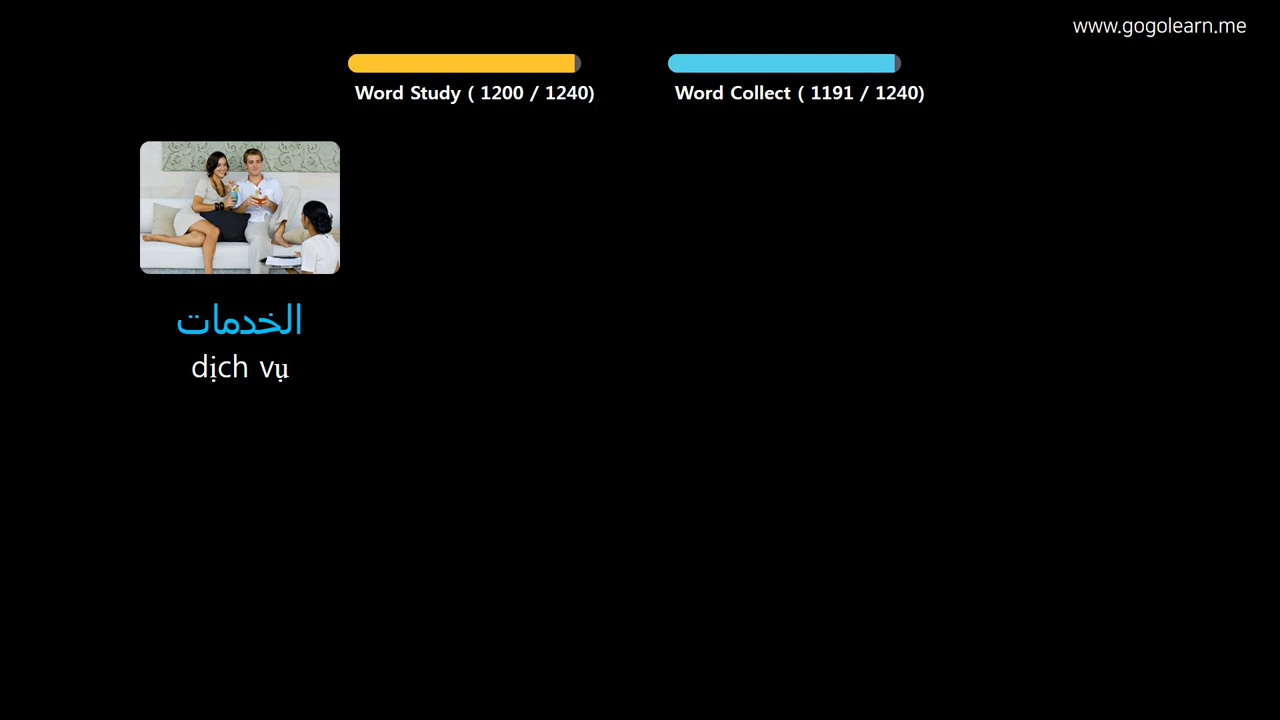 www.gogolearn.me
Word Study ( 1200 / 1240)
Word Collect ( 1191 / 1240)
الخدمات
dịch vụ